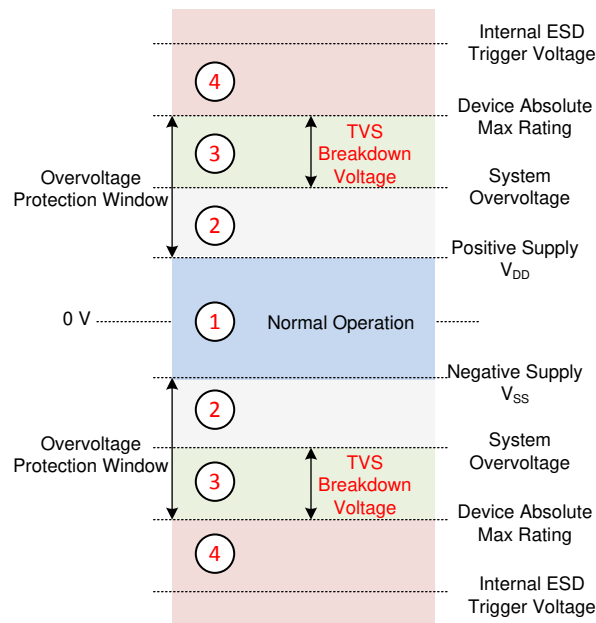 Internal ESD
Trigger Voltage
4
Device Absolute
Max Rating
TVS
Breakdown
Voltage
3
System
Overvoltage
Overvoltage
Protection Window
2
Positive Supply
VDD
0 V
1
Normal Operation
Negative Supply
VSS
2
System
Overvoltage
Overvoltage
Protection Window
TVS
Breakdown
Voltage
3
Device Absolute
Max Rating
4
Internal ESD
Trigger Voltage